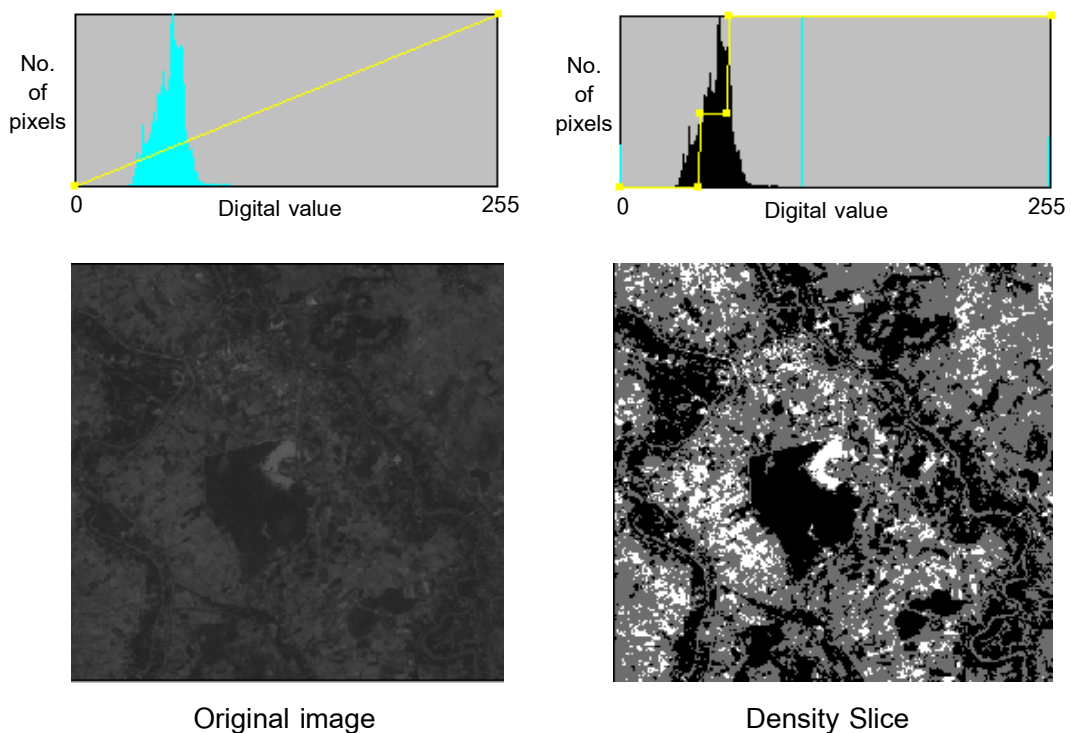 No.
of
pixels
0
Digital value
255
No.
of
pixels
0
Digital value
255
Original image
Density Slice